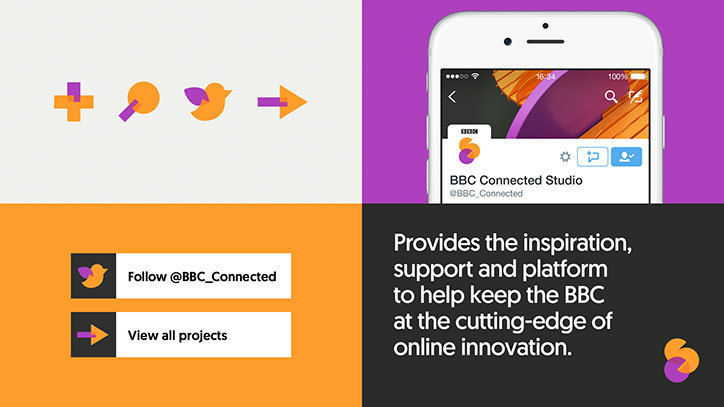 16:34
100%
BBC
BBC Connected Studio
@BBC_Connected
Follow @BBC_Connected
View all projects
Provides the inspiration,
support and platform
to help keep the BBC
at the cutting-edge of
online innovation.